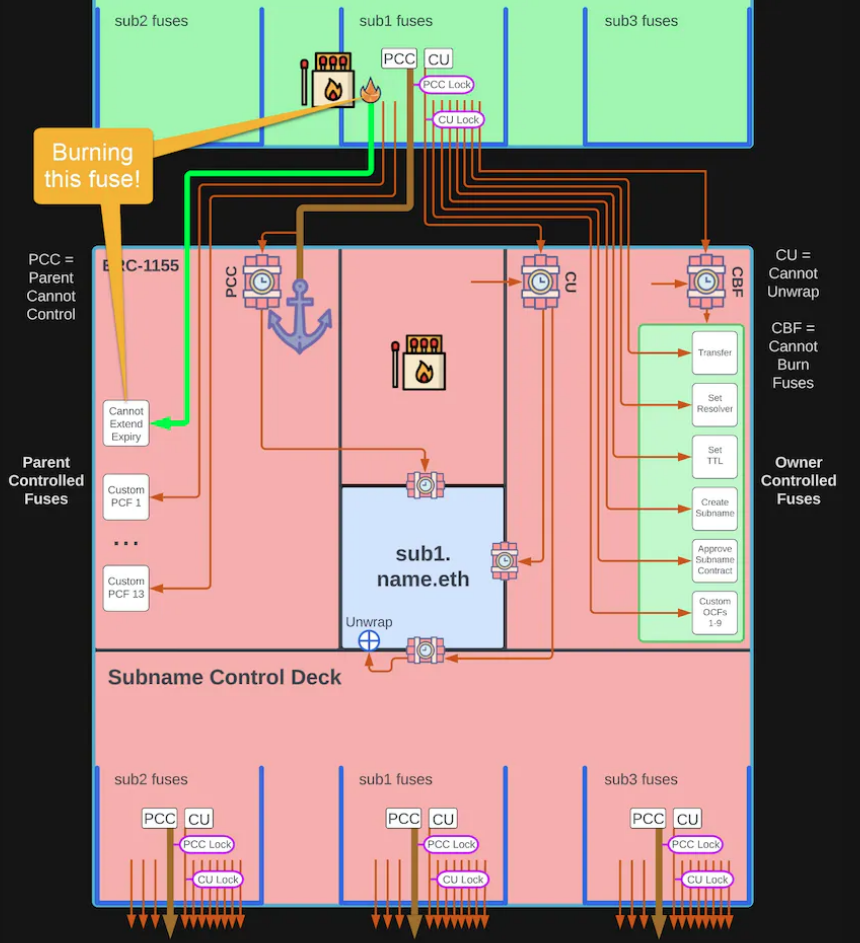 sub2 fuses
sub1 fuses
sub3 fuses
PCC
CU
PCC Lock
CU Lock
Burning
this fuse!
PCC =
Parent
Cannot
Control
ERC-1155
PCC
CU
CBF
CU =
Cannot
Unwrap
CBF =
Cannot
Burn
Fuses
Transfer
Set
Resolver
Set
TTL
Create
Subname
Approve
Subname
Contract
Custom
OCFs
1-9
Cannot
Extend
Expiry
Parent
Controlled
Fuses
Custom
PCF 1
...
Custom
PCF 13
Owner
Controlled
Fuses
sub1.
name.eth
Unwrap
Subname Control Deck
sub2 fuses
sub1 fuses
sub3 fuses
PCC
CU
PCC Lock
CU Lock
PCC
CU
PCC Lock
CU Lock
PCC
CU
PCC Lock
CU Lock